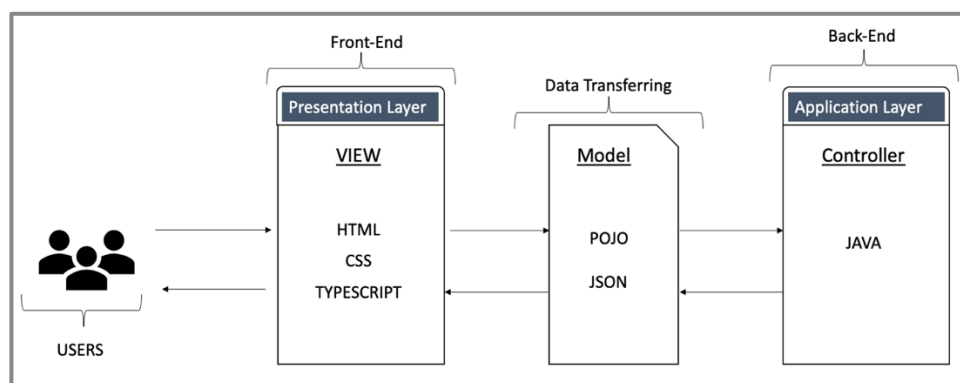 Front-End
Data Transferring
Back-End
Presentation Layer
Application Layer
VIEW
Model
Controller
HTML
CSS
TYPESCRIPT
POJO
JSON
JAVA
USERS